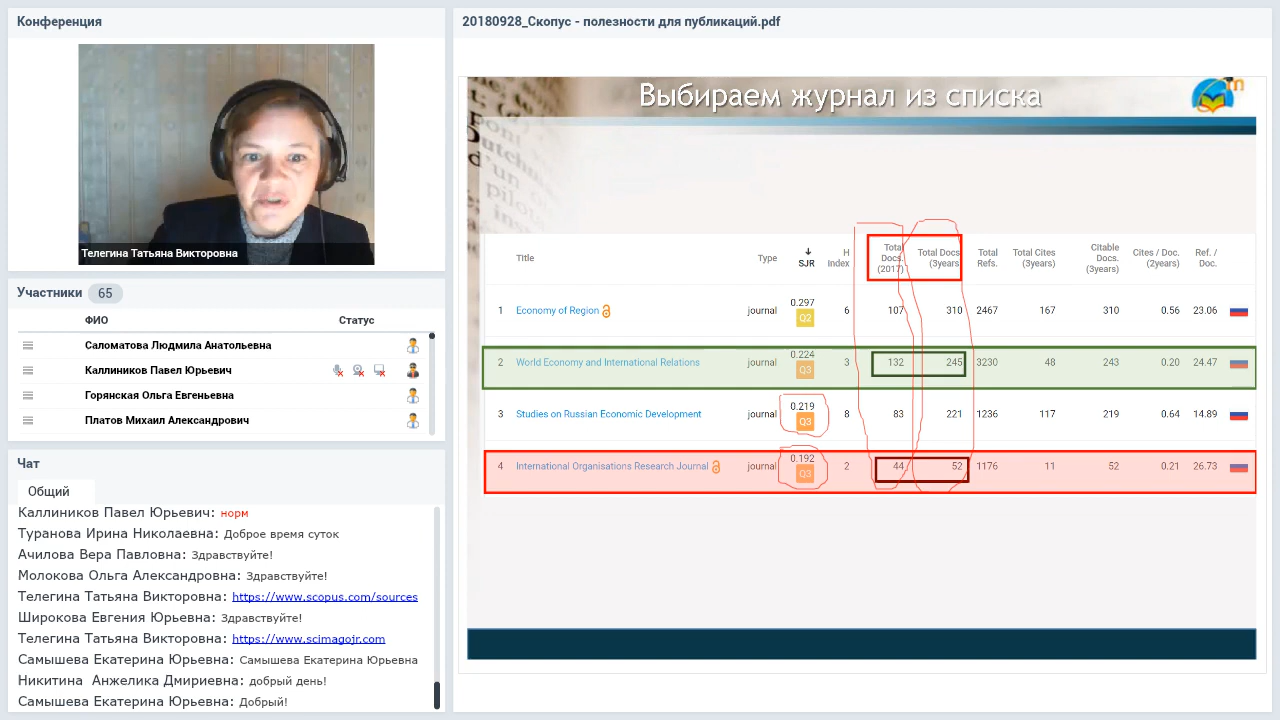 Конференция
Телегина Татьяна Викторовна
Участники 65
ФИО Статус
Саломатова Людмила Анатольевна
Каллиников Павел Юрьевич
Горянская Ольга Евгеньевна
Платов Михаил Александрович
Чат
Общий
Каллиников Павел Юрьевич: норм
Туранова Ирина Николаевна: Доброе время суток
Ачилова Вера Павловна: Здравствуйте!
Молокова Ольга Александровна: Здравствуйте!
Телегина Татьяна Викторовна: https://www.scopus.com/sources
Широкова Евгения Юрьевна: Здравствуйте!
Телегина Татьяна Викторовна: https://www.scimagojr.com
Самышева Екатерина Юрьевна: Самышева Екатерина Юрьевна
Никитина Анжелика Дмириевна: добрый день!
Самышева Екатерина Юрьевна: Добрый!
20180928_Скопус - полезности для публикаций.pdf
Выбираем журнал из списка
Title Type ↓ SJR H Index Total Docs. (2017) Total Docs. (3years) Total Refs. Total Cites (3years) Citable Docs. (3years) Cites / Doc. (2years) Ref. / Doc.
1 Economy of Region journal 0.297 Q2 6 107 310 2467 167 310 0.56 23.06
2 World Economy and International Relations journal 0.224 Q3 3 132 245 3230 48 243 0.20 24.47
3 Studies on Russian Economic Development journal 0.219 Q3 8 83 221 1236 117 219 0.64 14.89
4 International Organisations Research Journal journal 0.192 Q3 2 44 52 1176 11 52 0.21 26.73